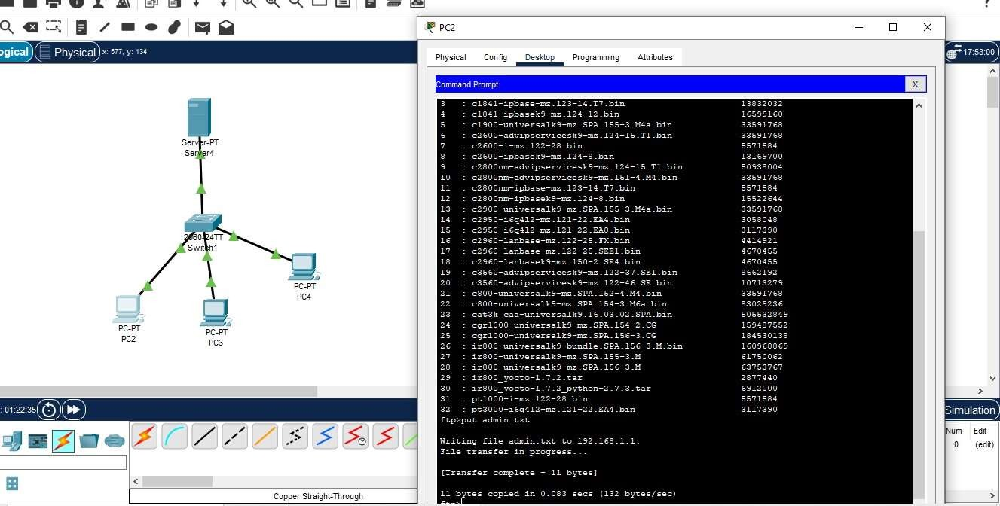 PC2
ogical Physical x: 577, y: 134
17:53:00
Physical Config Desktop Programming Attributes
Command Prompt X
3 : c1841-ipbase-mz.123-14.T7.bin 13832032
4 : c1841-ipbasek9-mz.124-12.bin 16599160
5 : c1900-universalk9-mz.SPA.155-3.M4a.bin 33591768
6 : c2600-advipservicesk9-mz.124-15.T1.bin 33591768
7 : c2600-i-mz.122-28.bin 5571584
8 : c2600-ipbasek9-mz.124-8.bin 13169700
9 : c2800nm-advipservicesk9-mz.124-15.T1.bin 50938004
10 : c2800nm-advipservicesk9-mz.151-4.M4.bin 33591768
11 : c2800nm-ipbase-mz.123-14.T7.bin 5571584
12 : c2800nm-ipbasek9-mz.124-8.bin 15522644
13 : c2900-universalk9-mz.SPA.155-3.M4a.bin 33591768
14 : c2950-i6q4l2-mz.121-22.EA4.bin 3058048
15 : c2950-i6q4l2-mz.121-22.EA8.bin 3117390
16 : c2960-lanbase-mz.122-25.FX.bin 4414921
17 : c2960-lanbase-mz.122-25.SEE1.bin 4670455
18 : c2960-lanbasek9-mz.150-2.SE4.bin 4670455
19 : c3560-advipservicesk9-mz.122-37.SE1.bin 8662192
20 : c3560-advipservicesk9-mz.122-46.SE.bin 10713279
21 : c800-universalk9-mz.SPA.152-4.M4.bin 33591768
22 : c800-universalk9-mz.SPA.154-3.M6a.bin 83029236
23 : cat3k_caa-universalk9.16.03.02.SPA.bin 505532849
24 : cgr1000-universalk9-mz.SPA.154-2.CG 159487552
25 : cgr1000-universalk9-mz.SPA.156-3.CG 184530138
26 : ir800-universalk9-bundle.SPA.156-3.M.bin 160968869
27 : ir800-universalk9-mz.SPA.155-3.M 61750062
28 : ir800-universalk9-mz.SPA.156-3.M 63753767
29 : ir800_yocto-1.7.2.tar 2877440
30 : ir800_yocto-1.7.2_python-2.7.3.tar 6912000
31 : pt1000-i-mz.122-28.bin 5571584
32 : pt3000-i6q4l2-mz.121-22.EA4.bin 3117390
ftp>put admin.txt
Writing file admin.txt to 192.168.1.1:
File transfer in progress...
[Transfer complete - 11 bytes]
11 bytes copied in 0.083 secs (132 bytes/sec)
ftp>
Server-PT
Server4
2960-24TT
Switch1
PC-PT
PC4
PC-PT
PC2
PC-PT
PC3
: 01:22:35
Simulation
Num Edit
0 (edit)
Copper Straight-Through